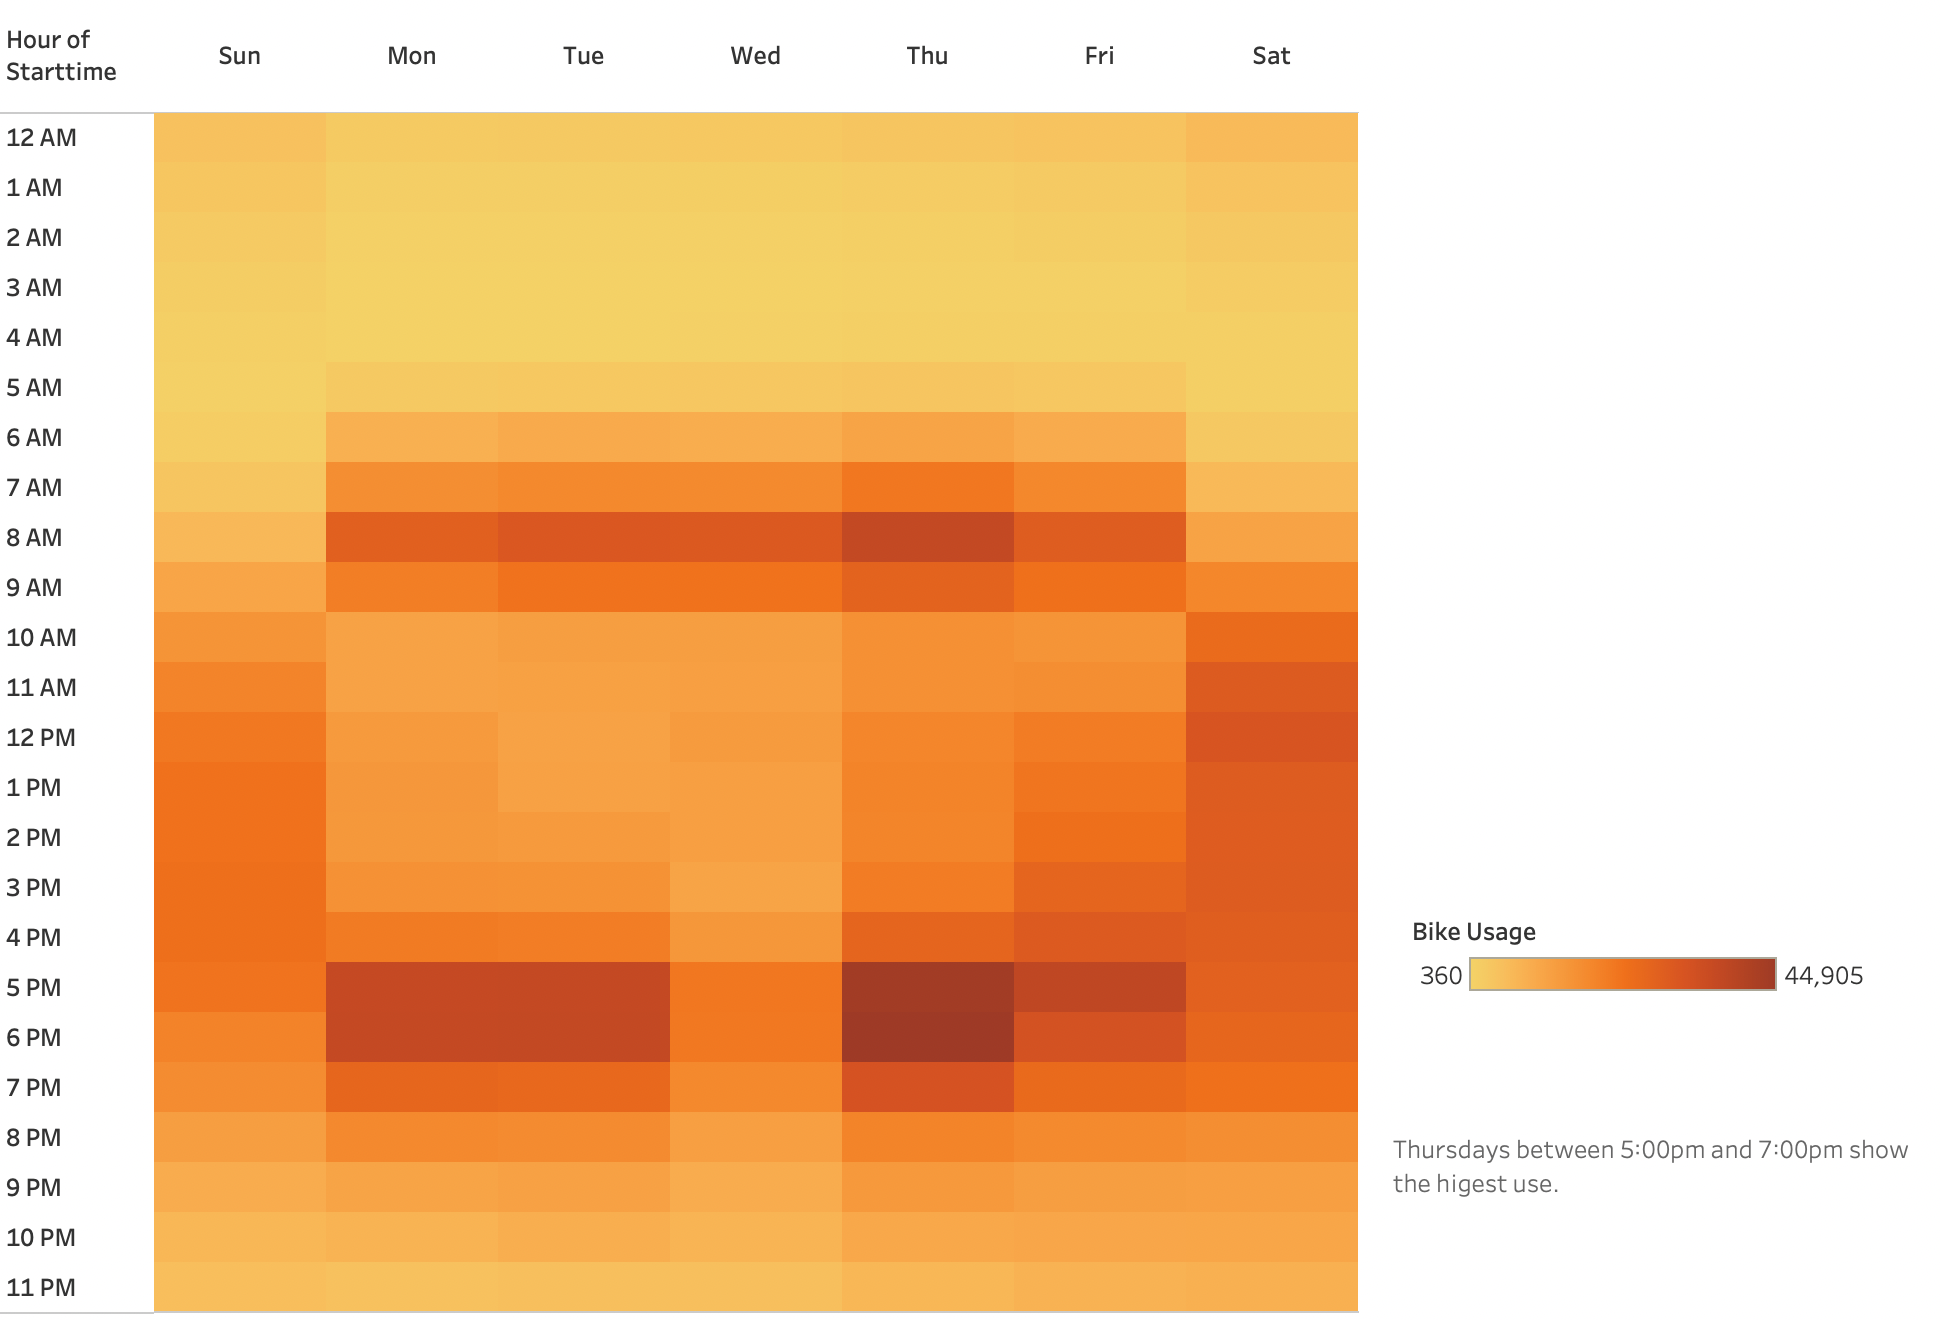 Hour of
Starttime
Sun Mon Tue Wed Thu Fri Sat
12 AM
1 AM
2 AM
3 AM
4 AM
5 AM
6 AM
7 AM
8 AM
9 AM
10 AM
11 AM
12 PM
1 PM
2 PM
3 PM
4 PM
5 PM
6 PM
7 PM
8 PM
9 PM
10 PM
11 PM
Bike Usage
360 44,905
Thursdays between 5:00pm and 7:00pm show
the higest use.